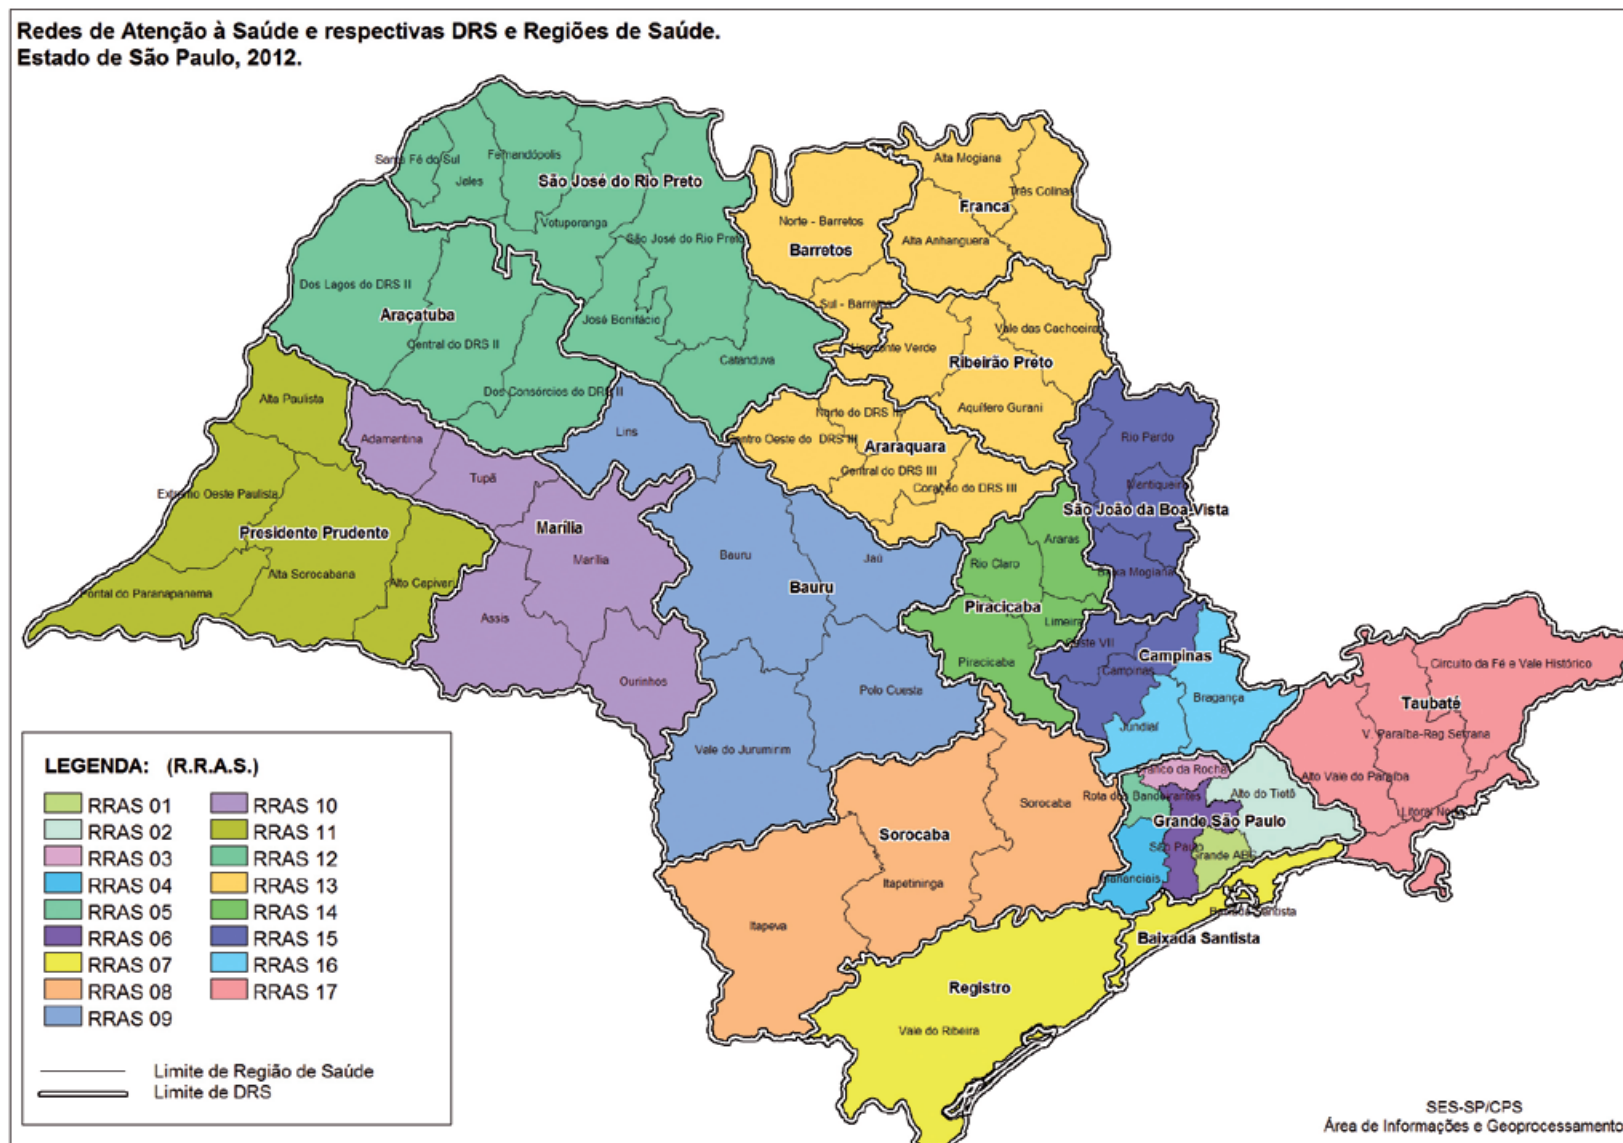 Redes de Atenção à Saúde e respectivas DRS e Regiões de Saúde.
Estado de São Paulo, 2012.
Santa Fé do Sul
Fernandópolis
Jales
São José do Rio Preto
Votuporanga
São José do Rio Preto
Dos Lagos do DRS II
Araçatuba
Central do DRS II
José Bonifácio
Catanduva
Dos Consórcios do DRS II
Alta Mogiana
Três Colinas
Franca
Norte - Barretos
Barretos
Alta Anhanguera
Sul - Barretos
Vale das Cachoeiras
Horizonte Verde
Ribeirão Preto
Aquífero Gurani
Norte do DRS III
Centro Oeste do DRS III
Araraquara
Central do DRS III
Coração do DRS III
Alta Paulista
Adamantina
Lins
Tupã
Extremo Oeste Paulista
Presidente Prudente
Marília
Marília
Alta Sorocabana
Alto Capivari
Pontal do Paranapanema
Assis
Ourinhos
Bauru
Jaú
Bauru
Polo Cuesta
Vale do Jurumirim
Rio Pardo
Mantiqueira
São João da Boa Vista
Araras
Rio Claro
Baixa Mogiana
Piracicaba
Limeira
Oeste VII
Campinas
Campinas
Piracicaba
Bragança
Jundiaí
Circuito da Fé e Vale Histórico
Taubaté
V. Paraíba-Reg Serrana
Alto Vale do Paraíba
Litoral Norte
Franco da Rocha
Rota dos Bandeirantes
Alto do Tietê
Grande São Paulo
São Paulo
Grande ABC
Mananciais
Sorocaba
Sorocaba
Itapetininga
Itapeva
Baixada Santista
Baixada Santista
Registro
Vale do Ribeira
LEGENDA: (R.R.A.S.)
RRAS 01
RRAS 02
RRAS 03
RRAS 04
RRAS 05
RRAS 06
RRAS 07
RRAS 08
RRAS 09
RRAS 10
RRAS 11
RRAS 12
RRAS 13
RRAS 14
RRAS 15
RRAS 16
RRAS 17
Limite de Região de Saúde
Limite de DRS
SES-SP/CPS
Área de Informações e Geoprocessamento